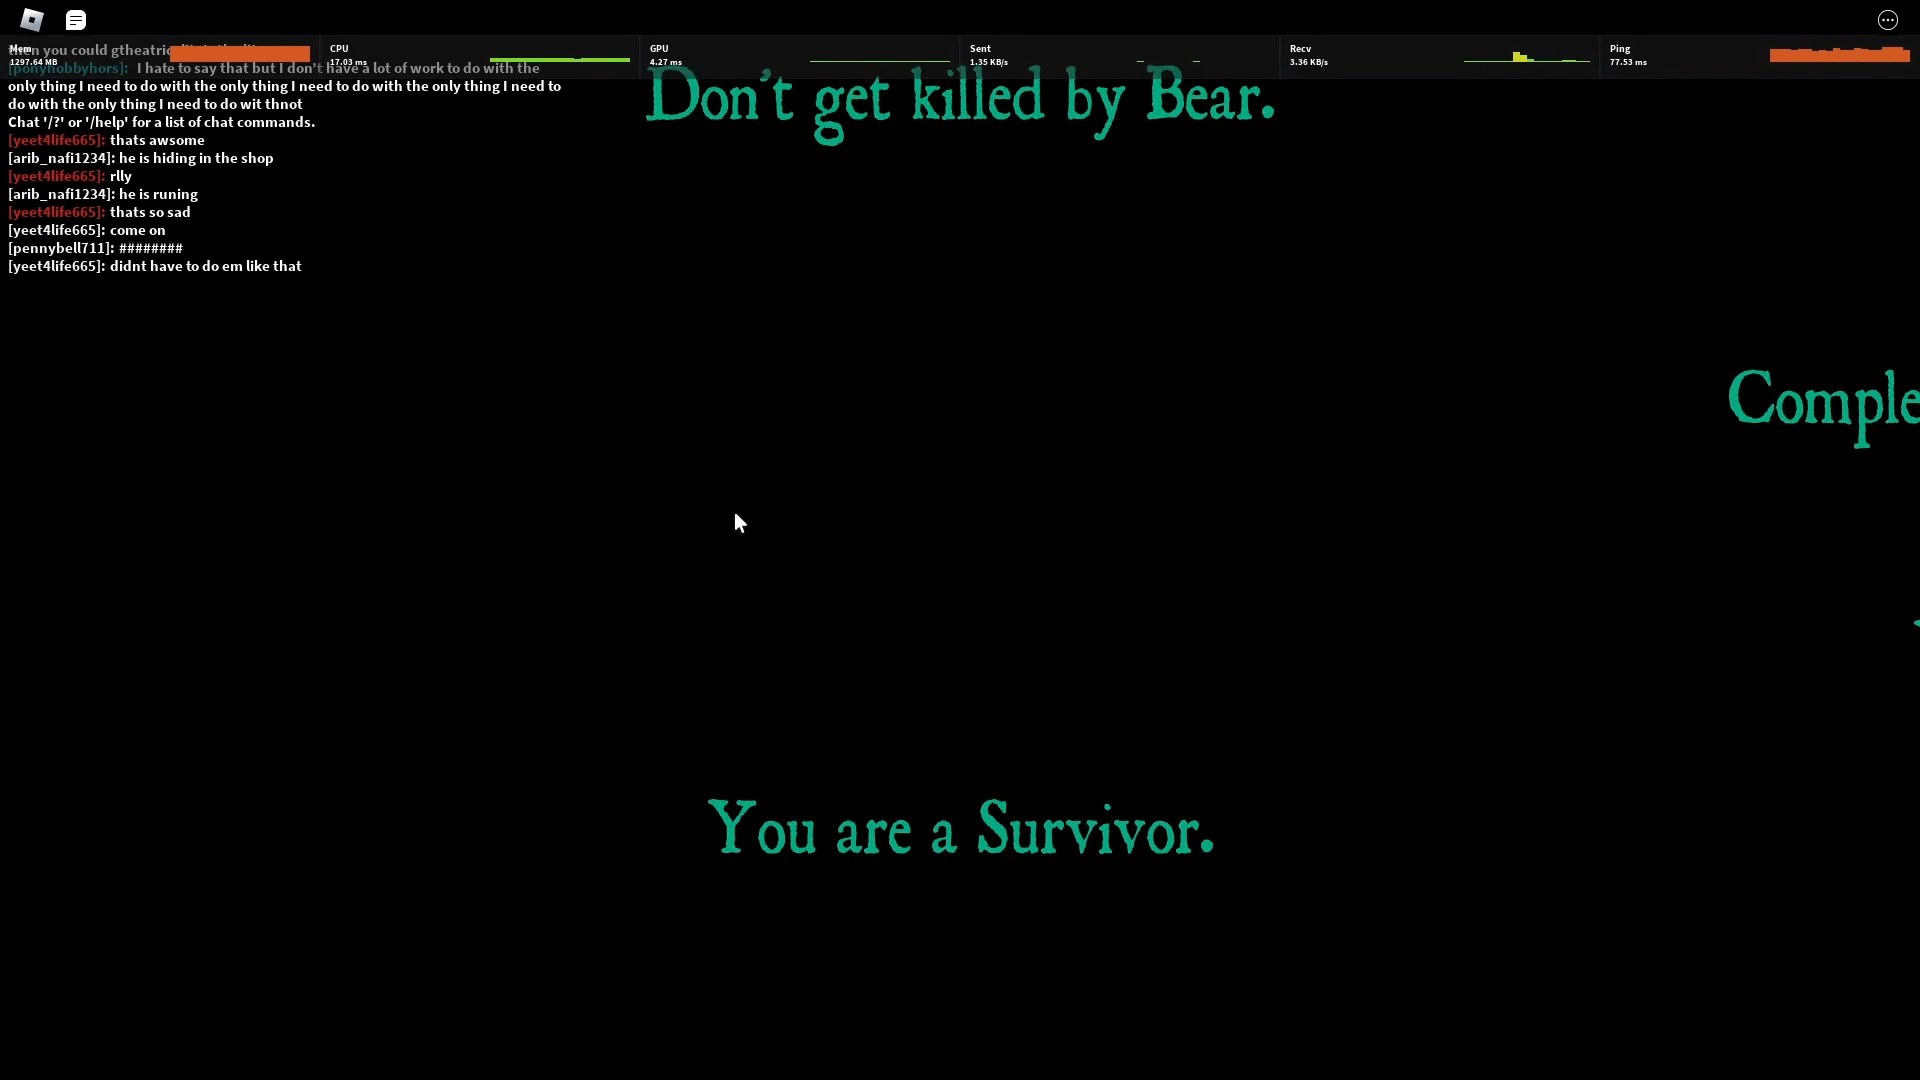 then you could gtheatric
Mem
1297.64 MB
CPU
17.03 ms
GPU
4.27 ms
Sent
1.35 KB/s
Recv
3.36 KB/s
Ping
77.53 ms
[ponyhobbyhors]: I hate to say that but I don't have a lot of work to do with the
only thing I need to do with the only thing I need to do with the only thing I need to
do with the only thing I need to do wit thnot
Chat '/?' or '/help' for a list of chat commands.
[yeet4life665]: thats awsome
[arib_nafi1234]: he is hiding in the shop
[yeet4life665]: rlly
[arib_nafi1234]: he is runing
[yeet4life665]: thats so sad
[yeet4life665]: come on
[pennybell711]: ########
[yeet4life665]: didnt have to do em like that
Don't get killed by Bear.
Comple
You are a Survivor.